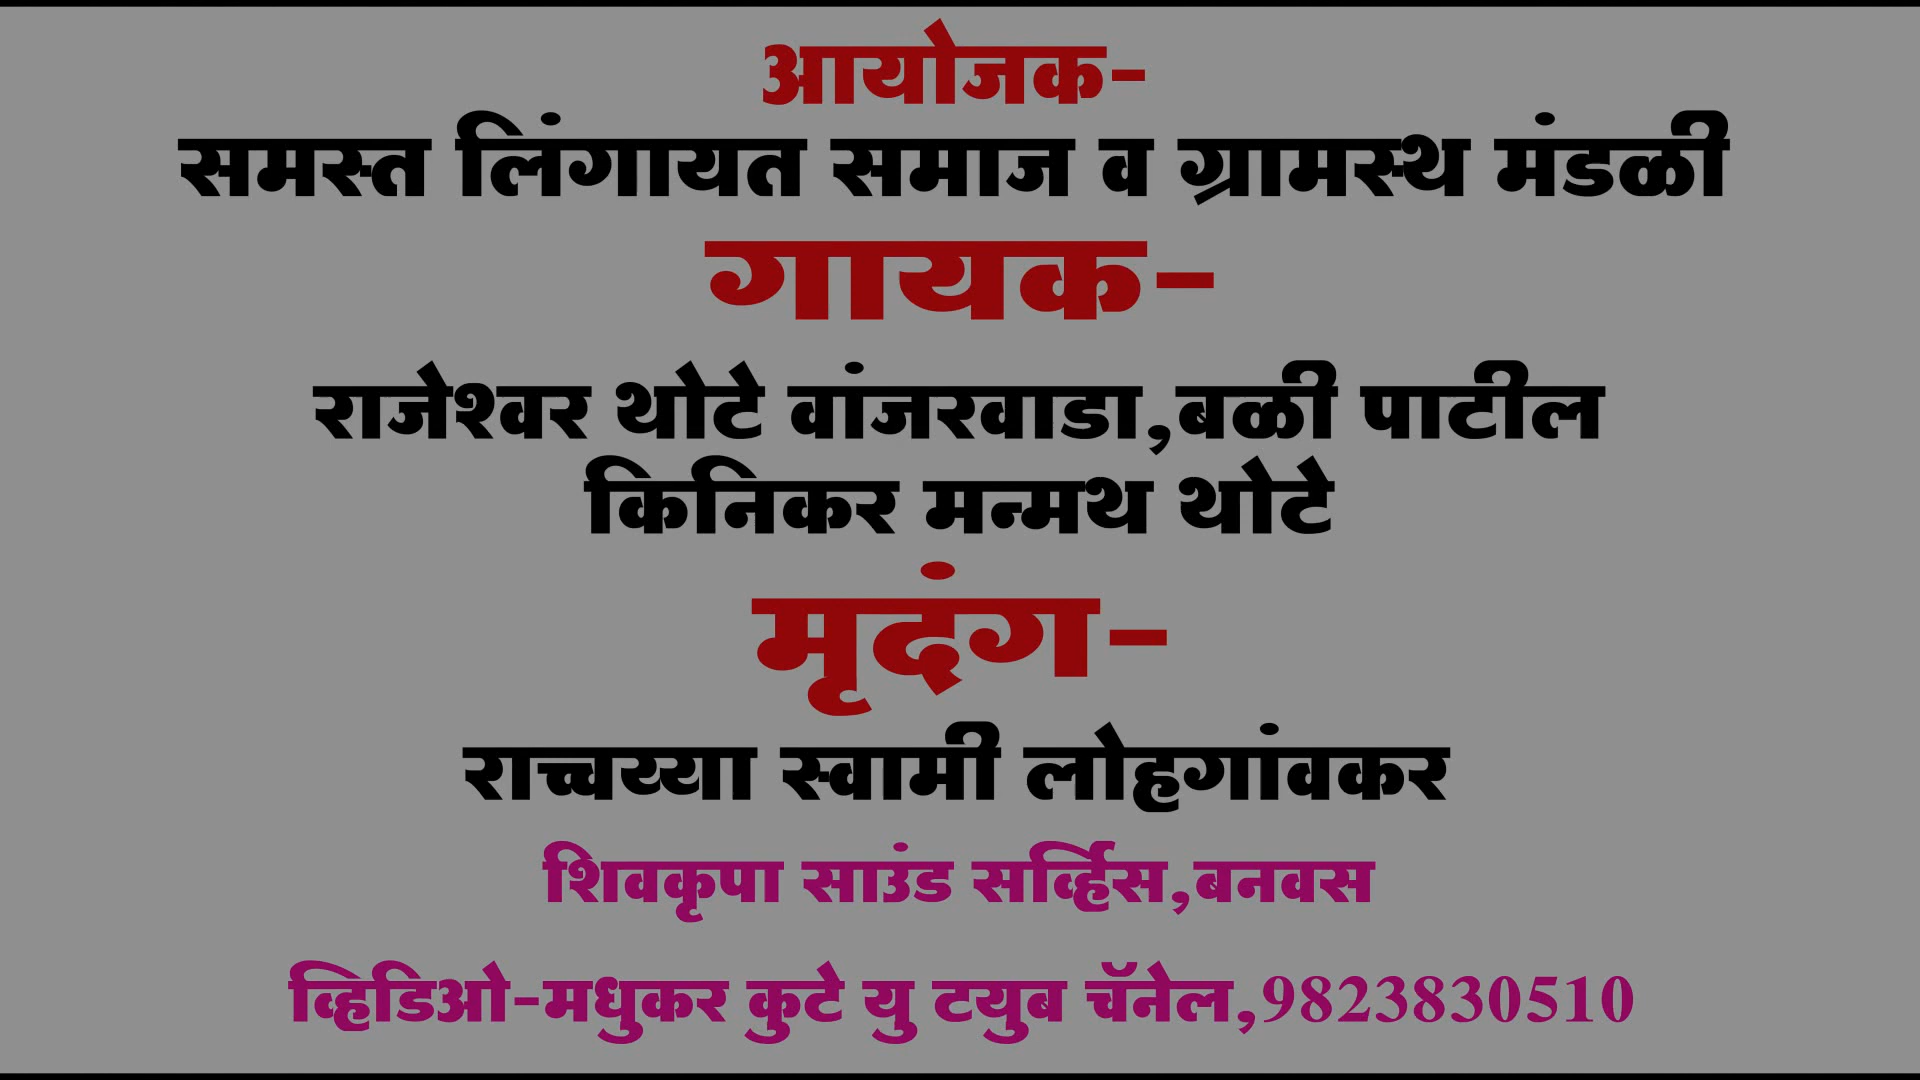 आयोजक-
समस्त लिंगायत समाज व ग्रामस्थ मंडळी
गायक-
राजेश्वर थोटे वांजरवाडा,बळी पाटील
किनिकर मन्मथ थोटे
मृदंग-
राच्चय्या स्वामी लोहगांवकर
शिवकृपा साउंड सर्व्हिस,बनवस
व्हिडिओ-मधुकर कुटे यु टयुब चॅनेल,9823830510